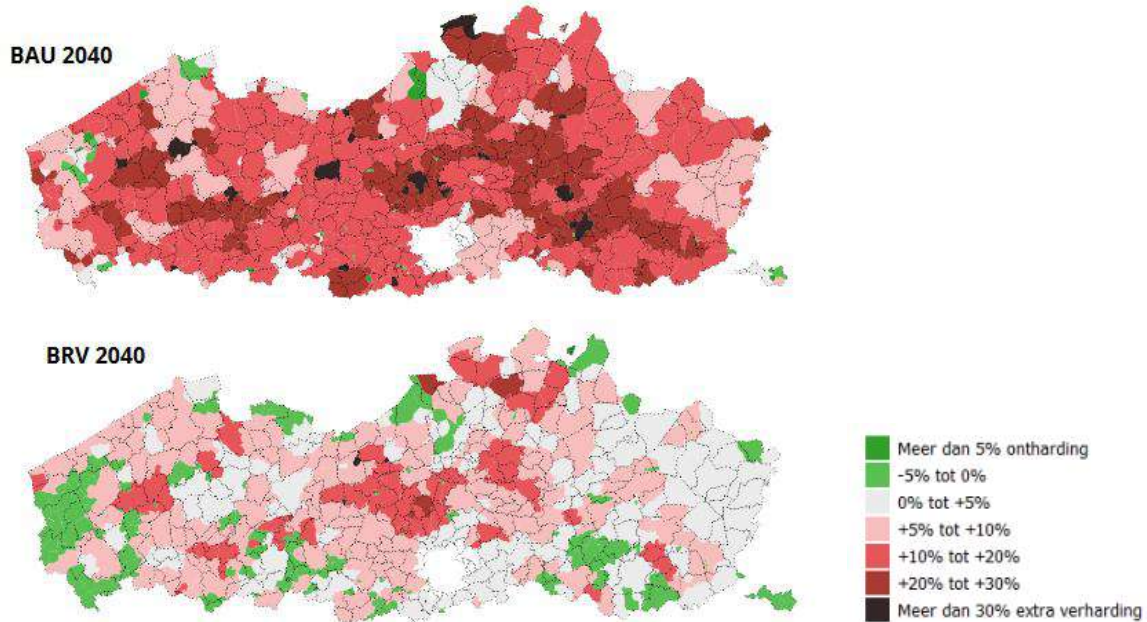 BAU 2040
BRV 2040
Meer dan 5% ontharding
-5% tot 0%
0% tot +5%
+5% tot +10%
+10% tot +20%
+20% tot +30%
Meer dan 30% extra verharding